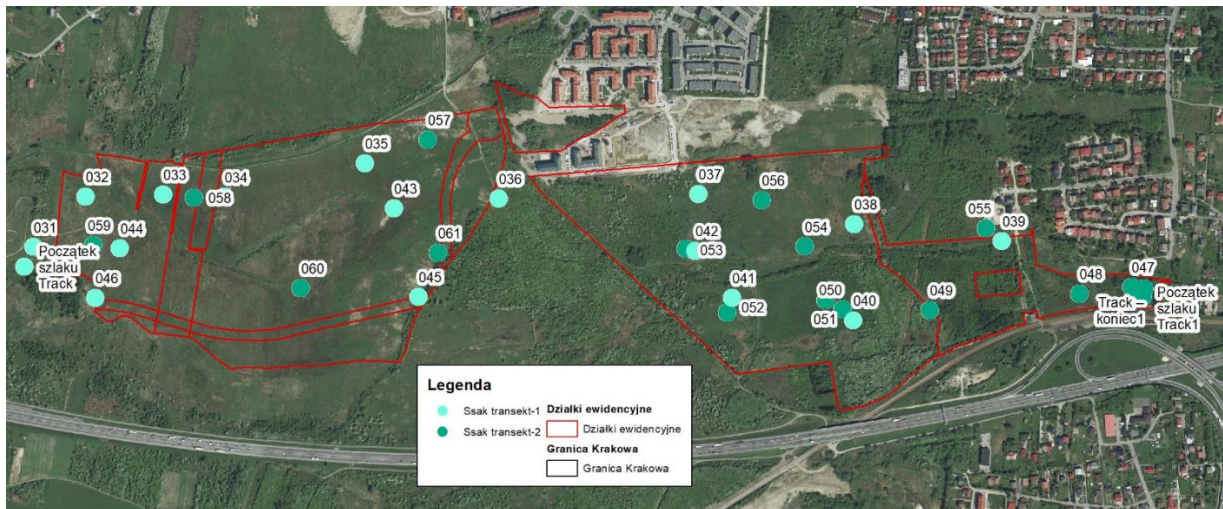 057
035
032
033
034
058
043
036
037
056
038
055
039
031
059
044
061
042
053
054
Początek
szlaku
Track
046
060
045
041
052
050
051
040
049
048
047
Track –
koniec1
Początek
szlaku
Track1
Legenda
Ssak transekt-1
Ssak transekt-2
Działki ewidencyjne
Działki ewidencyjne
Granica Krakowa
Granica Krakowa